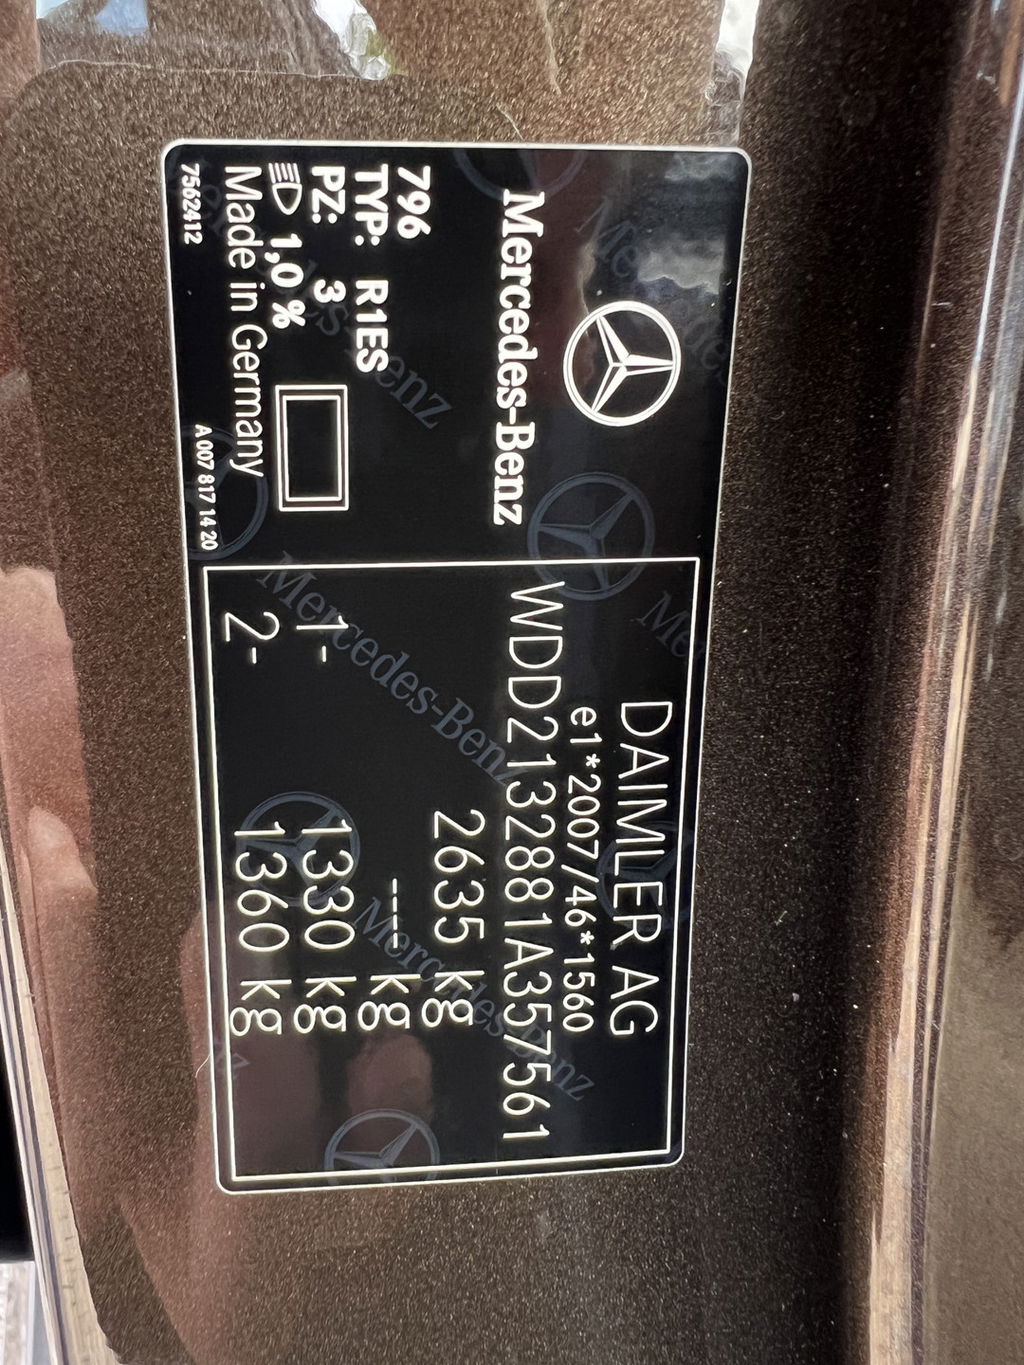 Mercedes-Benz
796
TYP: R1ES
PZ: 3
1,0 %
Made in Germany
7562412
A 007 817 14 20
DAIMLER AG
e1*2007/46*1560
WDD2132881A357561
2635 kg
---- kg
1- 1330 kg
2- 1360 kg